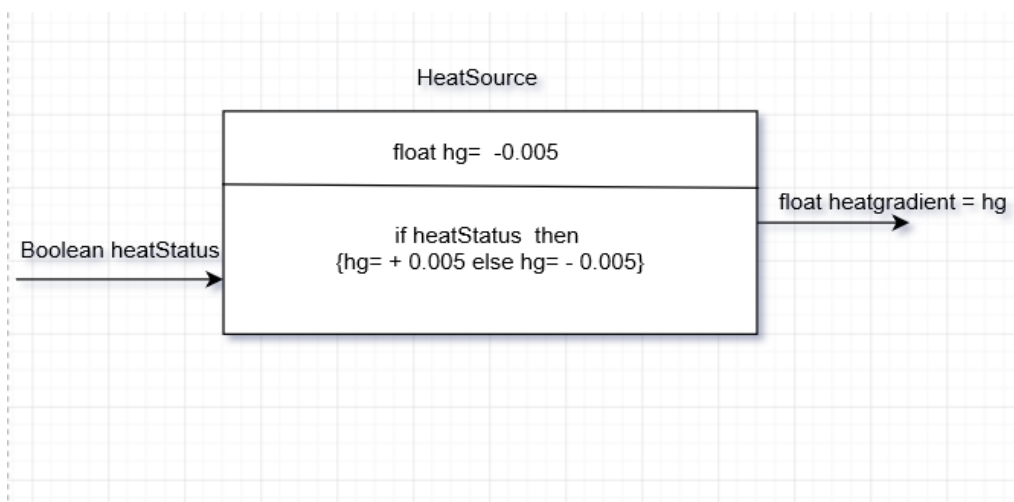 HeatSource
float hg=  -0.005
float heatgradient = hg
if heatStatus  then
{hg= + 0.005 else hg= - 0.005}
Boolean heatStatus